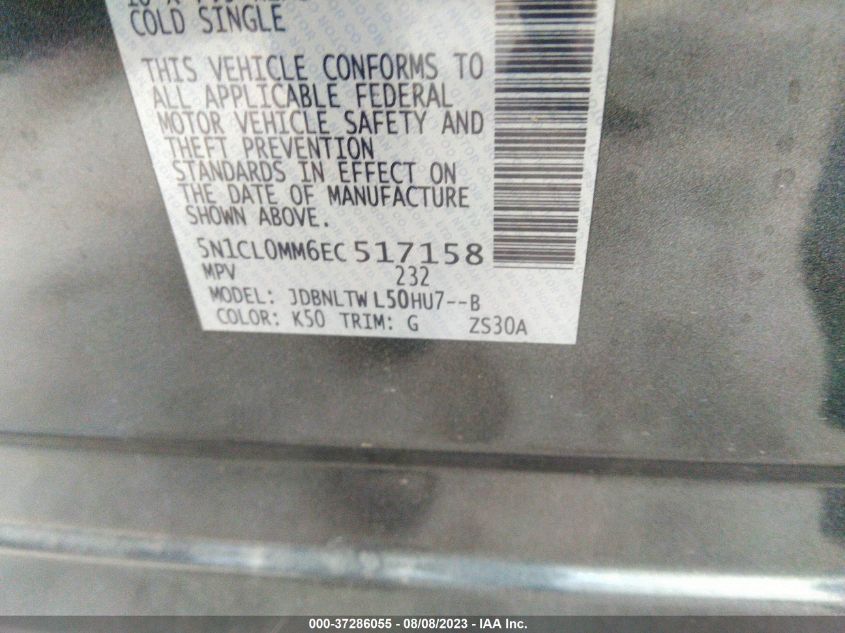 COLD SINGLE
THIS VEHICLE CONFORMS TO
ALL APPLICABLE FEDERAL
MOTOR VEHICLE SAFETY AND
THEFT PREVENTION
STANDARDS IN EFFECT ON
THE DATE OF MANUFACTURE
SHOWN ABOVE.
5N1CL0MM6EC517158
MPV 232
MODEL: JDBNLTWL50HU7--B
COLOR: K50 TRIM: G ZS30A
000-37286055 - 08/08/2023 - IAA Inc.